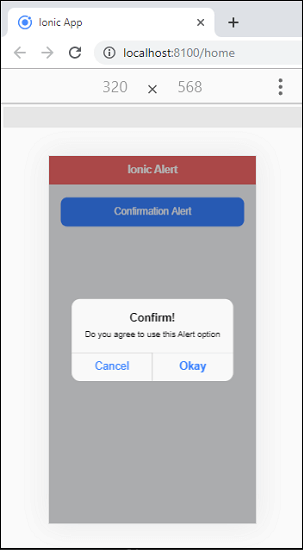 Ionic App
localhost:8100/home
320 × 568
Ionic Alert
Confirmation Alert
Confirm!
Do you agree to use this Alert option
Cancel Okay